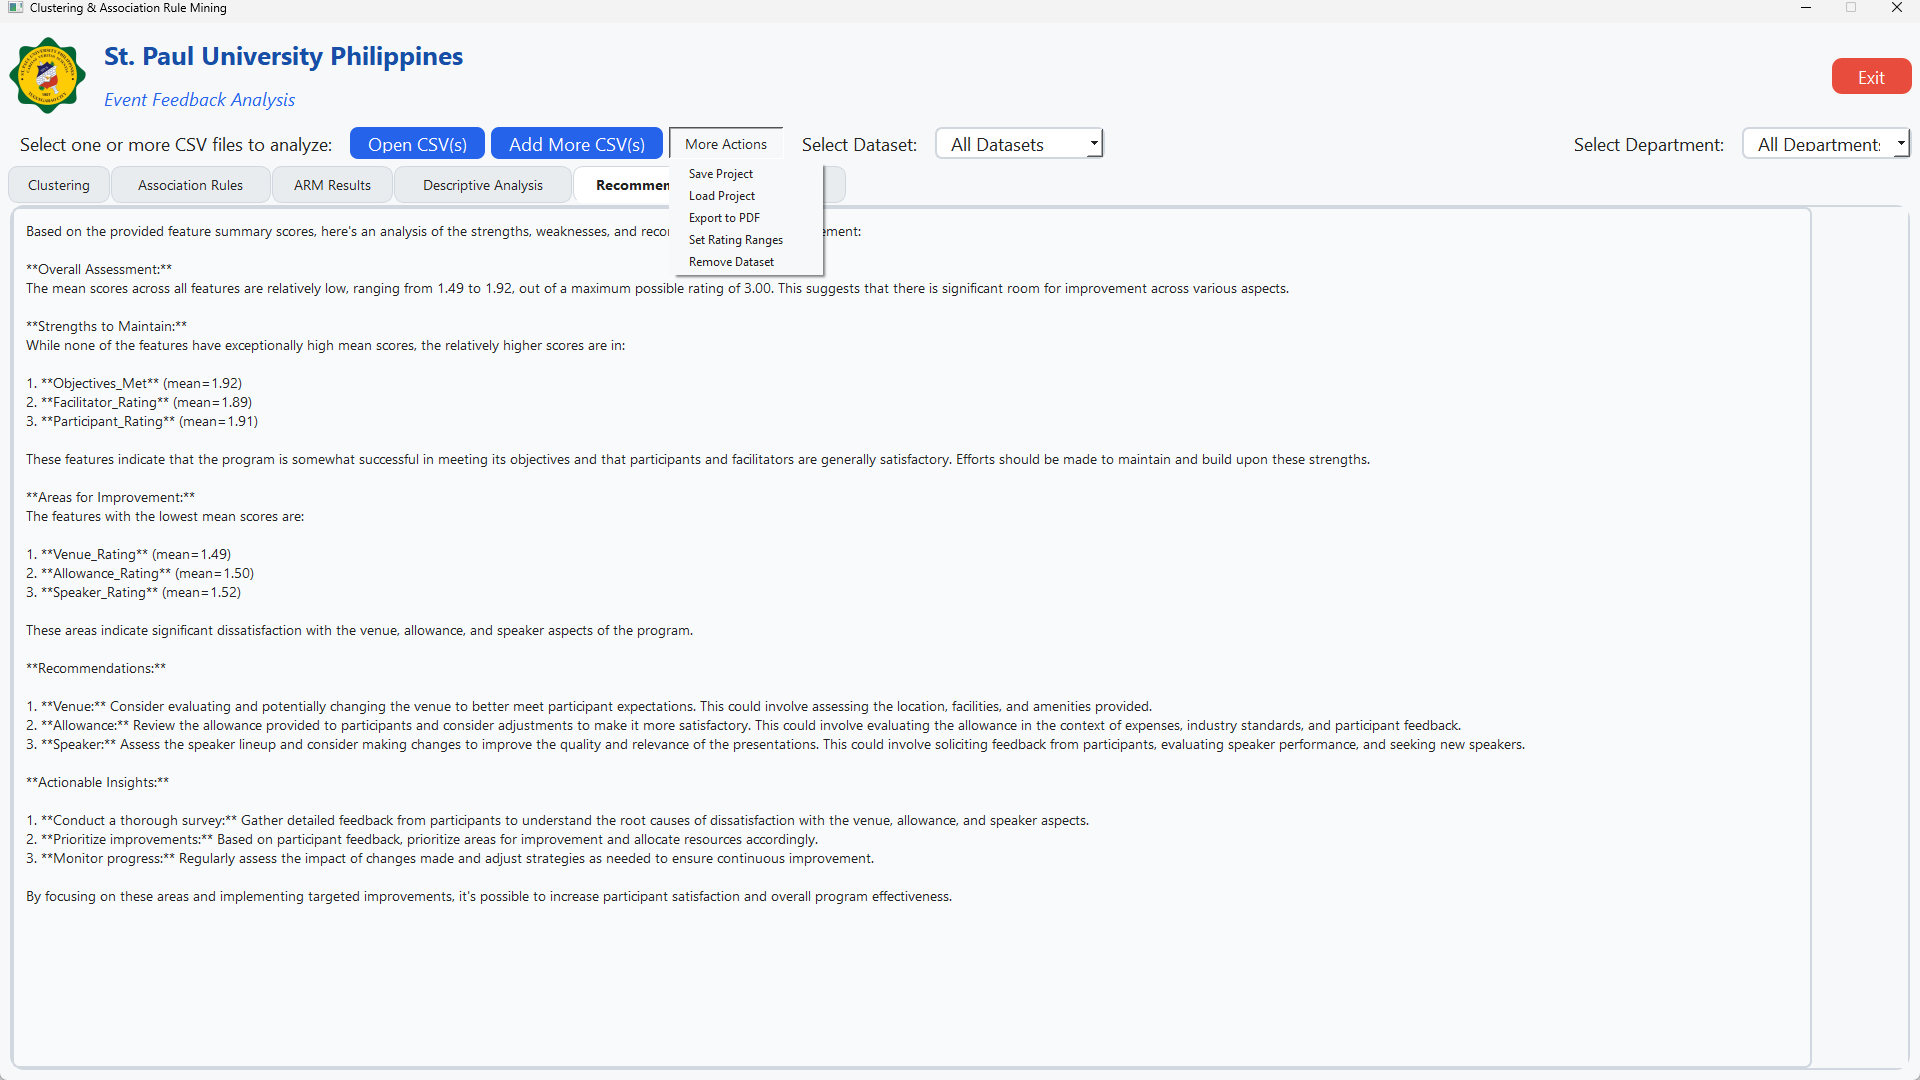 Clustering & Association Rule Mining
St. Paul University Philippines
Event Feedback Analysis
Exit
Select one or more CSV files to analyze:
Open CSV(s)
Add More CSV(s)
More Actions
Select Dataset:
All Datasets
Select Department:
All Department
Clustering
Association Rules
ARM Results
Descriptive Analysis
Recommen
Save Project
Load Project
Export to PDF
Set Rating Ranges
Remove Dataset
Based on the provided feature summary scores, here's an analysis of the strengths, weaknesses, and reco ement:
**Overall Assessment:**
The mean scores across all features are relatively low, ranging from 1.49 to 1.92, out of a maximum possible rating of 3.00. This suggests that there is significant room for improvement across various aspects.
**Strengths to Maintain:**
While none of the features have exceptionally high mean scores, the relatively higher scores are in:
1. **Objectives_Met** (mean=1.92)
2. **Facilitator_Rating** (mean=1.89)
3. **Participant_Rating** (mean=1.91)
These features indicate that the program is somewhat successful in meeting its objectives and that participants and facilitators are generally satisfactory. Efforts should be made to maintain and build upon these strengths.
**Areas for Improvement:**
The features with the lowest mean scores are:
1. **Venue_Rating** (mean=1.49)
2. **Allowance_Rating** (mean=1.50)
3. **Speaker_Rating** (mean=1.52)
These areas indicate significant dissatisfaction with the venue, allowance, and speaker aspects of the program.
**Recommendations:**
1. **Venue:** Consider evaluating and potentially changing the venue to better meet participant expectations. This could involve assessing the location, facilities, and amenities provided.
2. **Allowance:** Review the allowance provided to participants and consider adjustments to make it more satisfactory. This could involve evaluating the allowance in the context of expenses, industry standards, and participant feedback.
3. **Speaker:** Assess the speaker lineup and consider making changes to improve the quality and relevance of the presentations. This could involve soliciting feedback from participants, evaluating speaker performance, and seeking new speakers.
**Actionable Insights:**
1. **Conduct a thorough survey:** Gather detailed feedback from participants to understand the root causes of dissatisfaction with the venue, allowance, and speaker aspects.
2. **Prioritize improvements:** Based on participant feedback, prioritize areas for improvement and allocate resources accordingly.
3. **Monitor progress:** Regularly assess the impact of changes made and adjust strategies as needed to ensure continuous improvement.
By focusing on these areas and implementing targeted improvements, it's possible to increase participant satisfaction and overall program effectiveness.